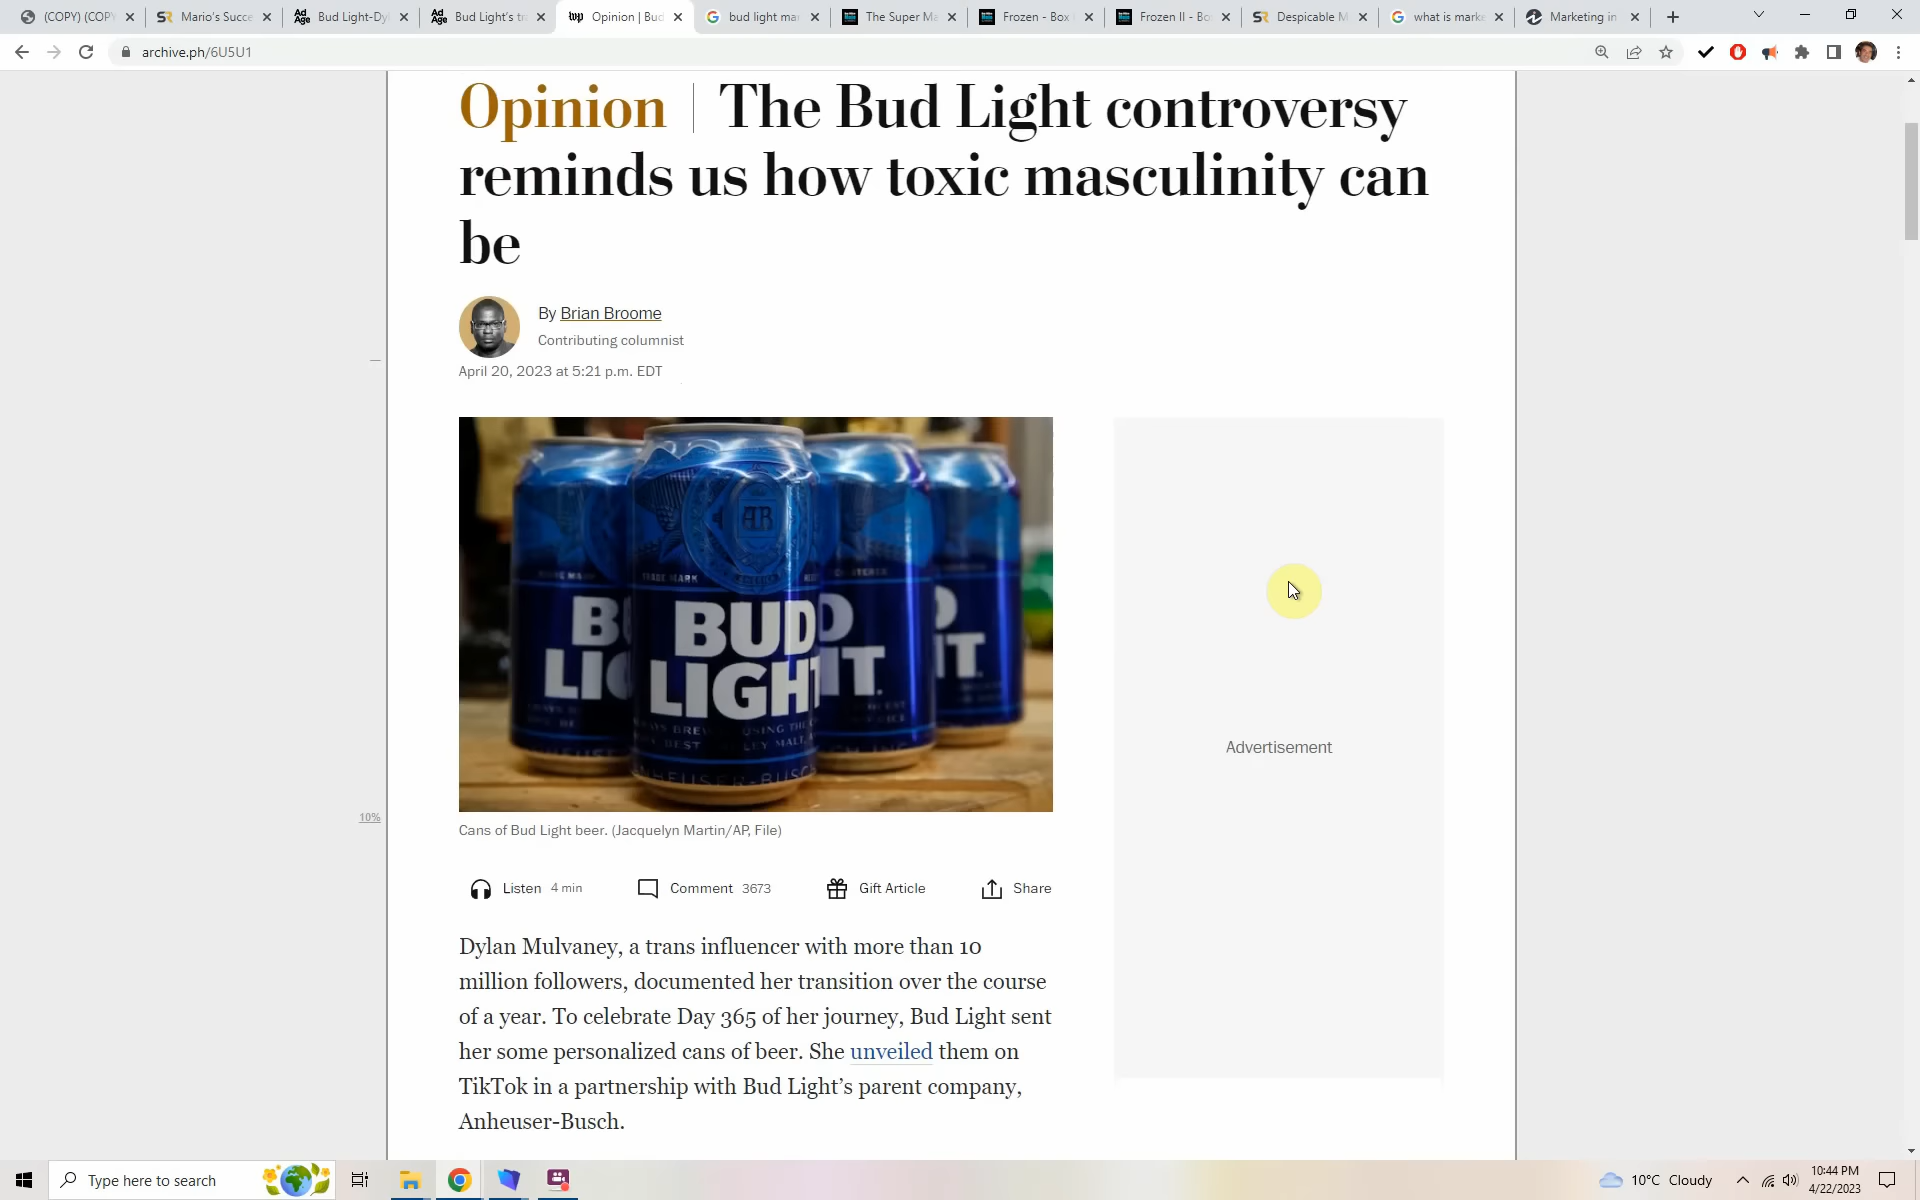 (COPY) (COPY
Mario's Succe
Ad Age
Bud Light-Dy
Ad Age
Bud Light's tr
wp
Opinion | Bud
bud light mar
The Super Ma
Frozen - Box
Frozen II - Bo
Despicable M
what is marke
Marketing in
archive.ph/6U5U1
Opinion | The Bud Light controversy
reminds us how toxic masculinity can
be
By Brian Broome
Contributing columnist
April 20, 2023 at 5:21 p.m. EDT
BUD
LIGHT
Advertisement
10%
Cans of Bud Light beer. (Jacquelyn Martin/AP, File)
Listen 4 min Comment 3673 Gift Article Share
Dylan Mulvaney, a trans influencer with more than 10
million followers, documented her transition over the course
of a year. To celebrate Day 365 of her journey, Bud Light sent
her some personalized cans of beer. She unveiled them on
TikTok in a partnership with Bud Light’s parent company,
Anheuser-Busch.
Type here to search
10°C Cloudy
10:44 PM
4/22/2023